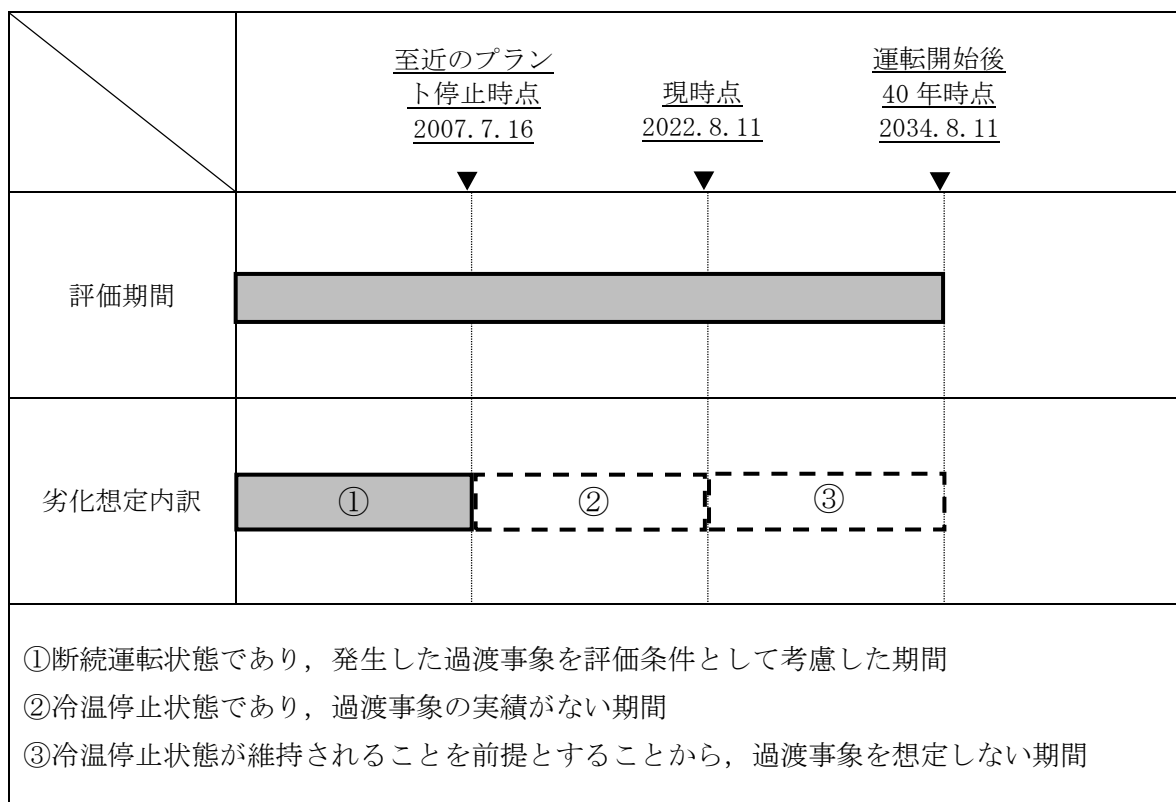 至近のプラン
ト停止時点
2007.7.16
現時点
2022.8.11
運転開始後
40 年時点
2034.8.11
評価期間
劣化想定内訳
①
②
③
①断続運転状態であり，発生した過渡事象を評価条件として考慮した期間
②冷温停止状態であり，過渡事象の実績がない期間
③冷温停止状態が維持されることを前提とすることから，過渡事象を想定しない期間